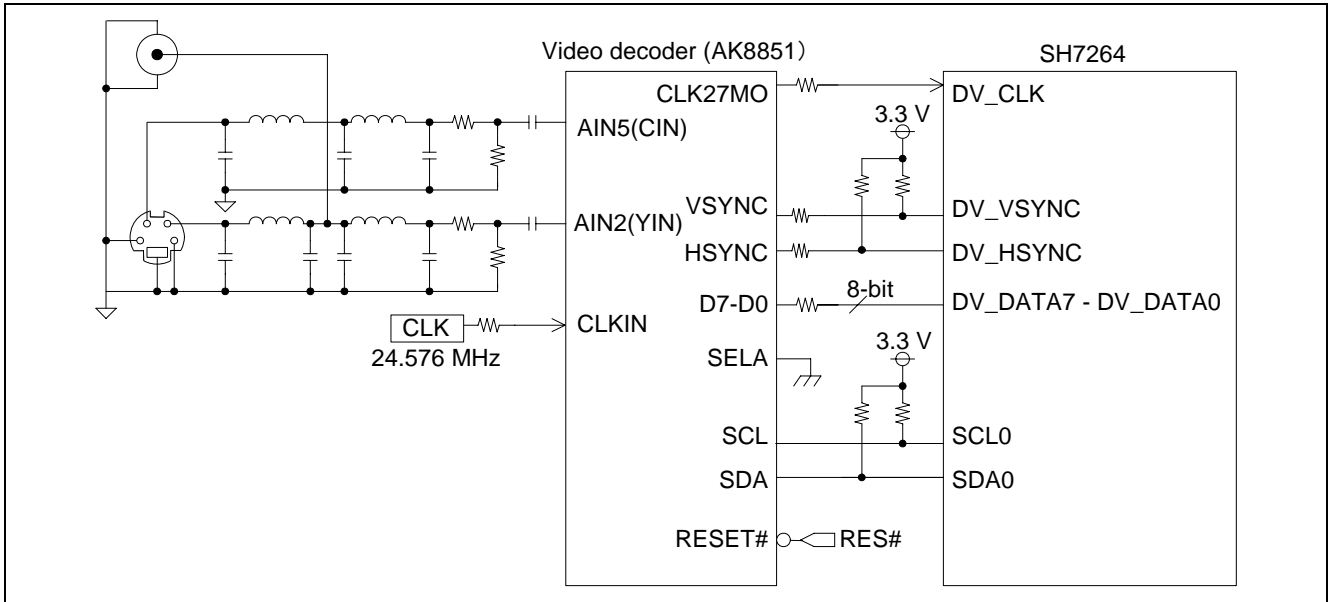 Video decoder (AK8851)
SH7264
CLK27MO
DV_CLK
3.3 V
AIN5(CIN)
VSYNC
DV_VSYNC
AIN2(YIN)
HSYNC
DV_HSYNC
D7-D0
8-bit
DV_DATA7 - DV_DATA0
CLK
CLKIN
24.576 MHz
3.3 V
SELA
SCL
SCL0
SDA
SDA0
RESET#
RES#